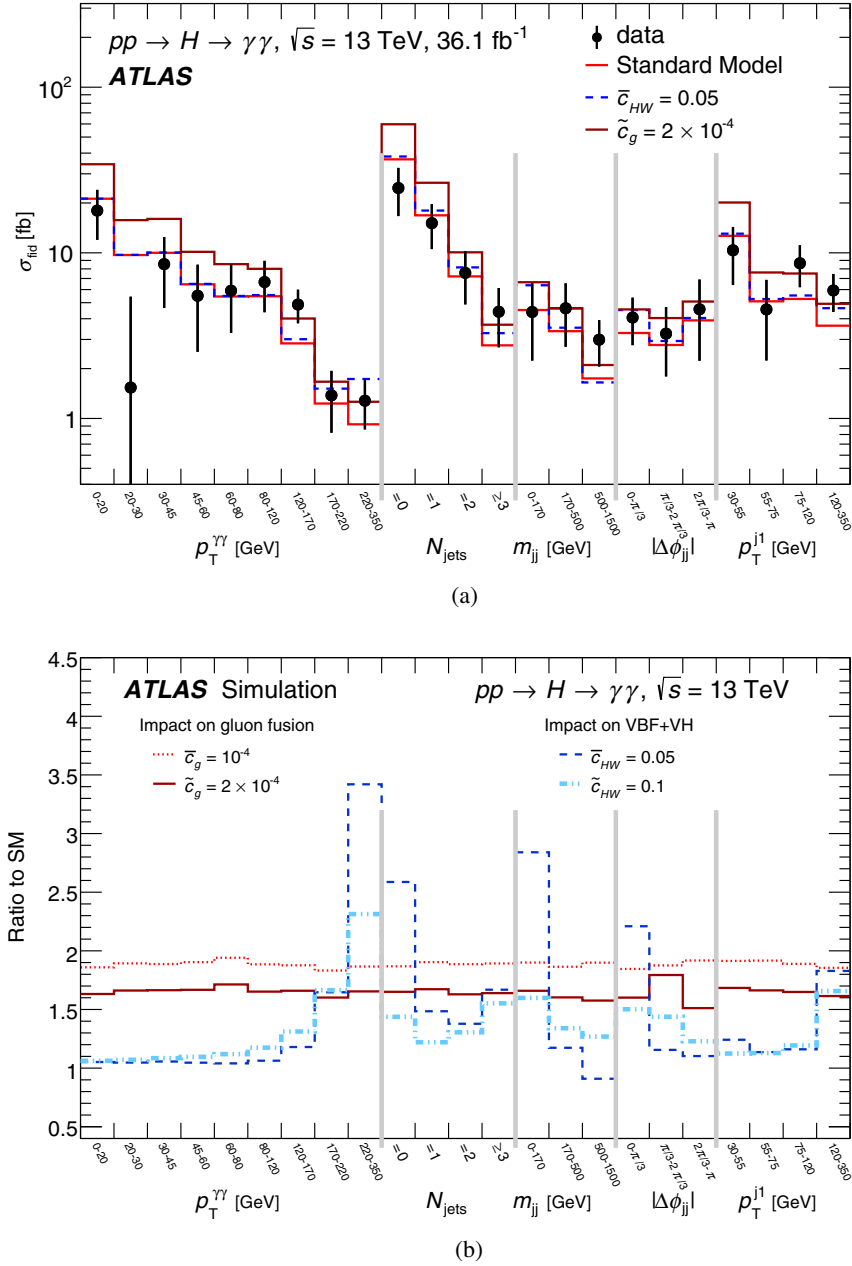 pp → H → γγ, √s = 13 TeV, 36.1 fb⁻¹
ATLAS
data
Standard Model
c̄_HW = 0.05
c̃_g = 2 × 10⁻⁴
σ_fid [fb]
10²
10
1
0-20 20-30 30-45 45-60 60-80 80-120 120-170 170-220 220-350 =0 =1 =2 ≥3 0-170 170-500 500-1500 0-π/3 π/3-2π/3 2π/3-π 30-55 55-75 75-120 120-350
p_T^γγ [GeV] N_jets m_jj [GeV] |Δϕ_jj| p_T^j1 [GeV]
(a)
ATLAS Simulation
pp → H → γγ, √s = 13 TeV
Impact on gluon fusion
c̄_g = 10⁻⁴
c̃_g = 2 × 10⁻⁴
Impact on VBF+VH
c̄_HW = 0.05
c̃_HW = 0.1
Ratio to SM
4.5
4
3.5
3
2.5
2
1.5
1
0.5
0-20 20-30 30-45 45-60 60-80 80-120 120-170 170-220 220-350 =0 =1 =2 ≥3 0-170 170-500 500-1500 0-π/3 π/3-2π/3 2π/3-π 30-55 55-75 75-120 120-350
p_T^γγ [GeV] N_jets m_jj [GeV] |Δϕ_jj| p_T^j1 [GeV]
(b)